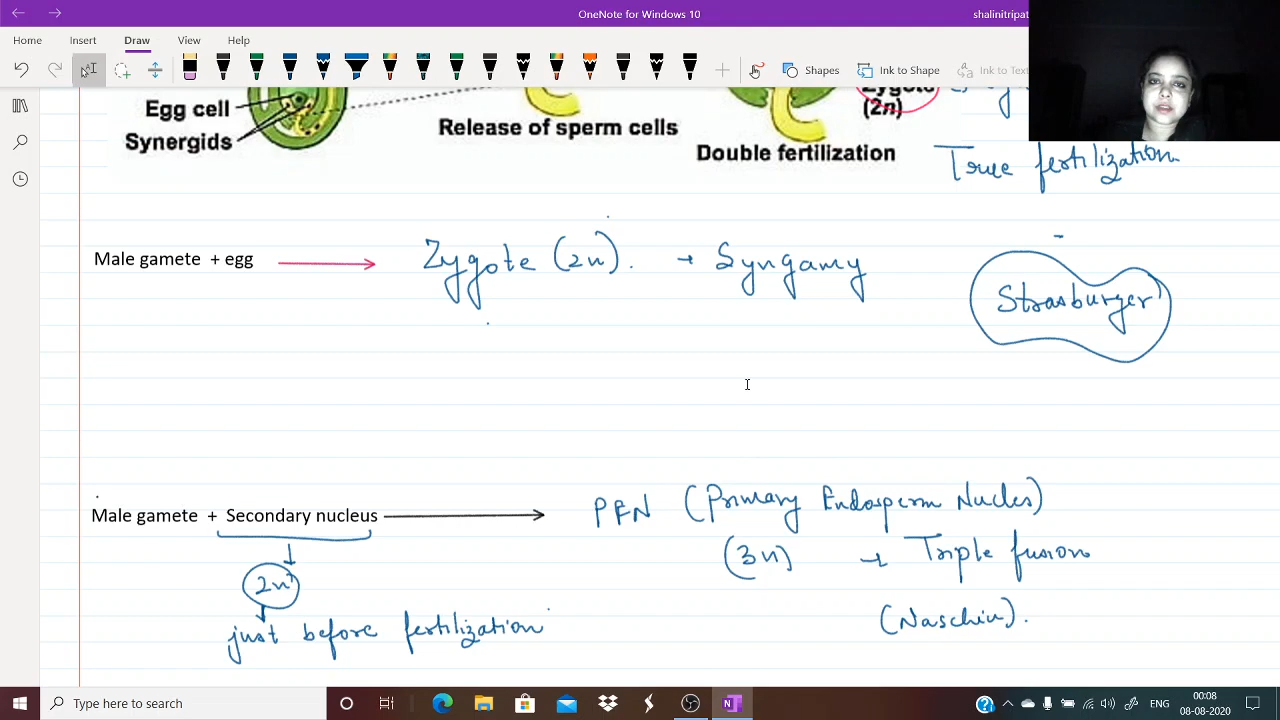 OneNote for Windows 10
shalinitripat
Home Insert Draw View Help
Shapes Ink to Shape Ink to Text
Egg cell
Synergids
Release of sperm cells
Zygote
(2n)
Double fertilization
True fertilization
Male gamete + egg
Zygote (2n). → Syngamy
Strasburger
Male gamete + Secondary nucleus
PEN (Primary Endosperm Nucles)
(3n) → Triple fusion
(Naschin).
2n
just before fertilization
Type here to search
ENG
00:08
08-08-2020
2